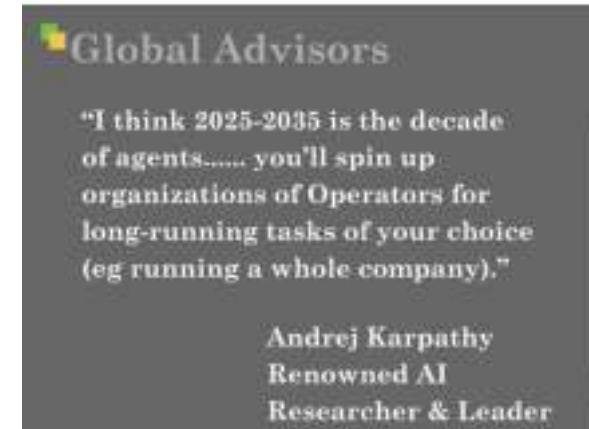 Global Advisors
“I think 2025-2035 is the decade
of agents...... you’ll spin up
organizations of Operators for
long-running tasks of your choice
(eg running a whole company).”
Andrej Karpathy
Renowned AI
Researcher & Leader